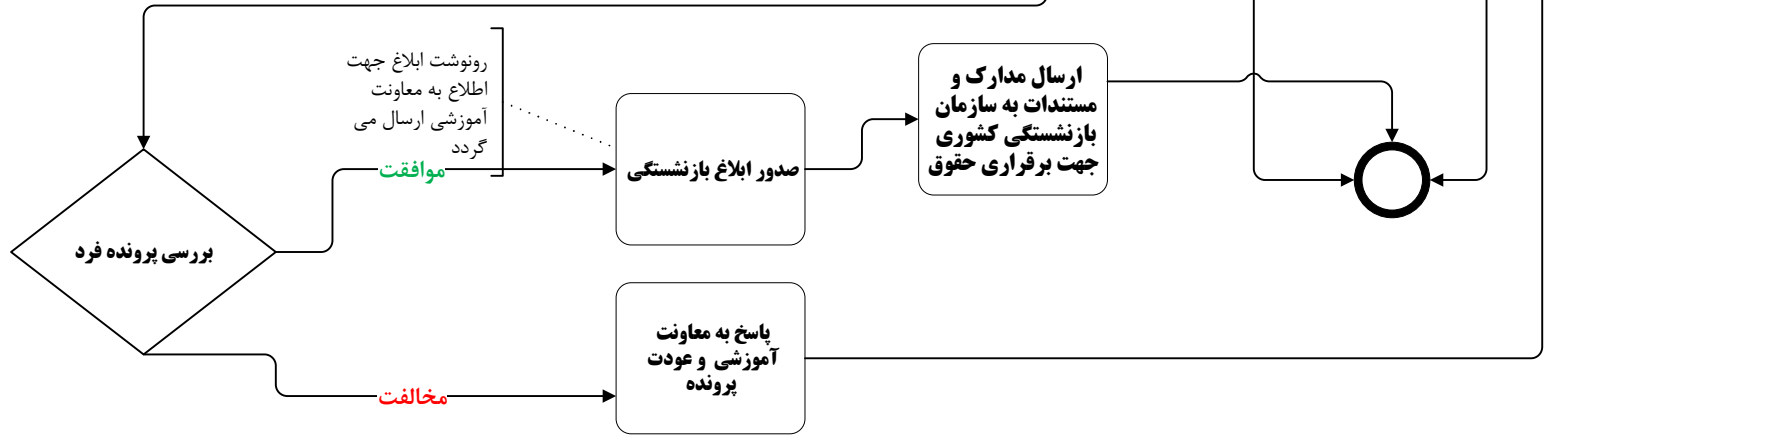 رونوشت ابلاغ جهت
اطلاع به معاونت
آموزشی ارسال می
گردد
ارسال مدارک و
مستندات به سازمان
بازنشستگی کشوری
جهت برقراری حقوق
صدور ابلاغ بازنشستگی
موافقت
بررسی پرونده فرد
پاسخ به معاونت
آموزشی و عودت
پرونده
مخالفت